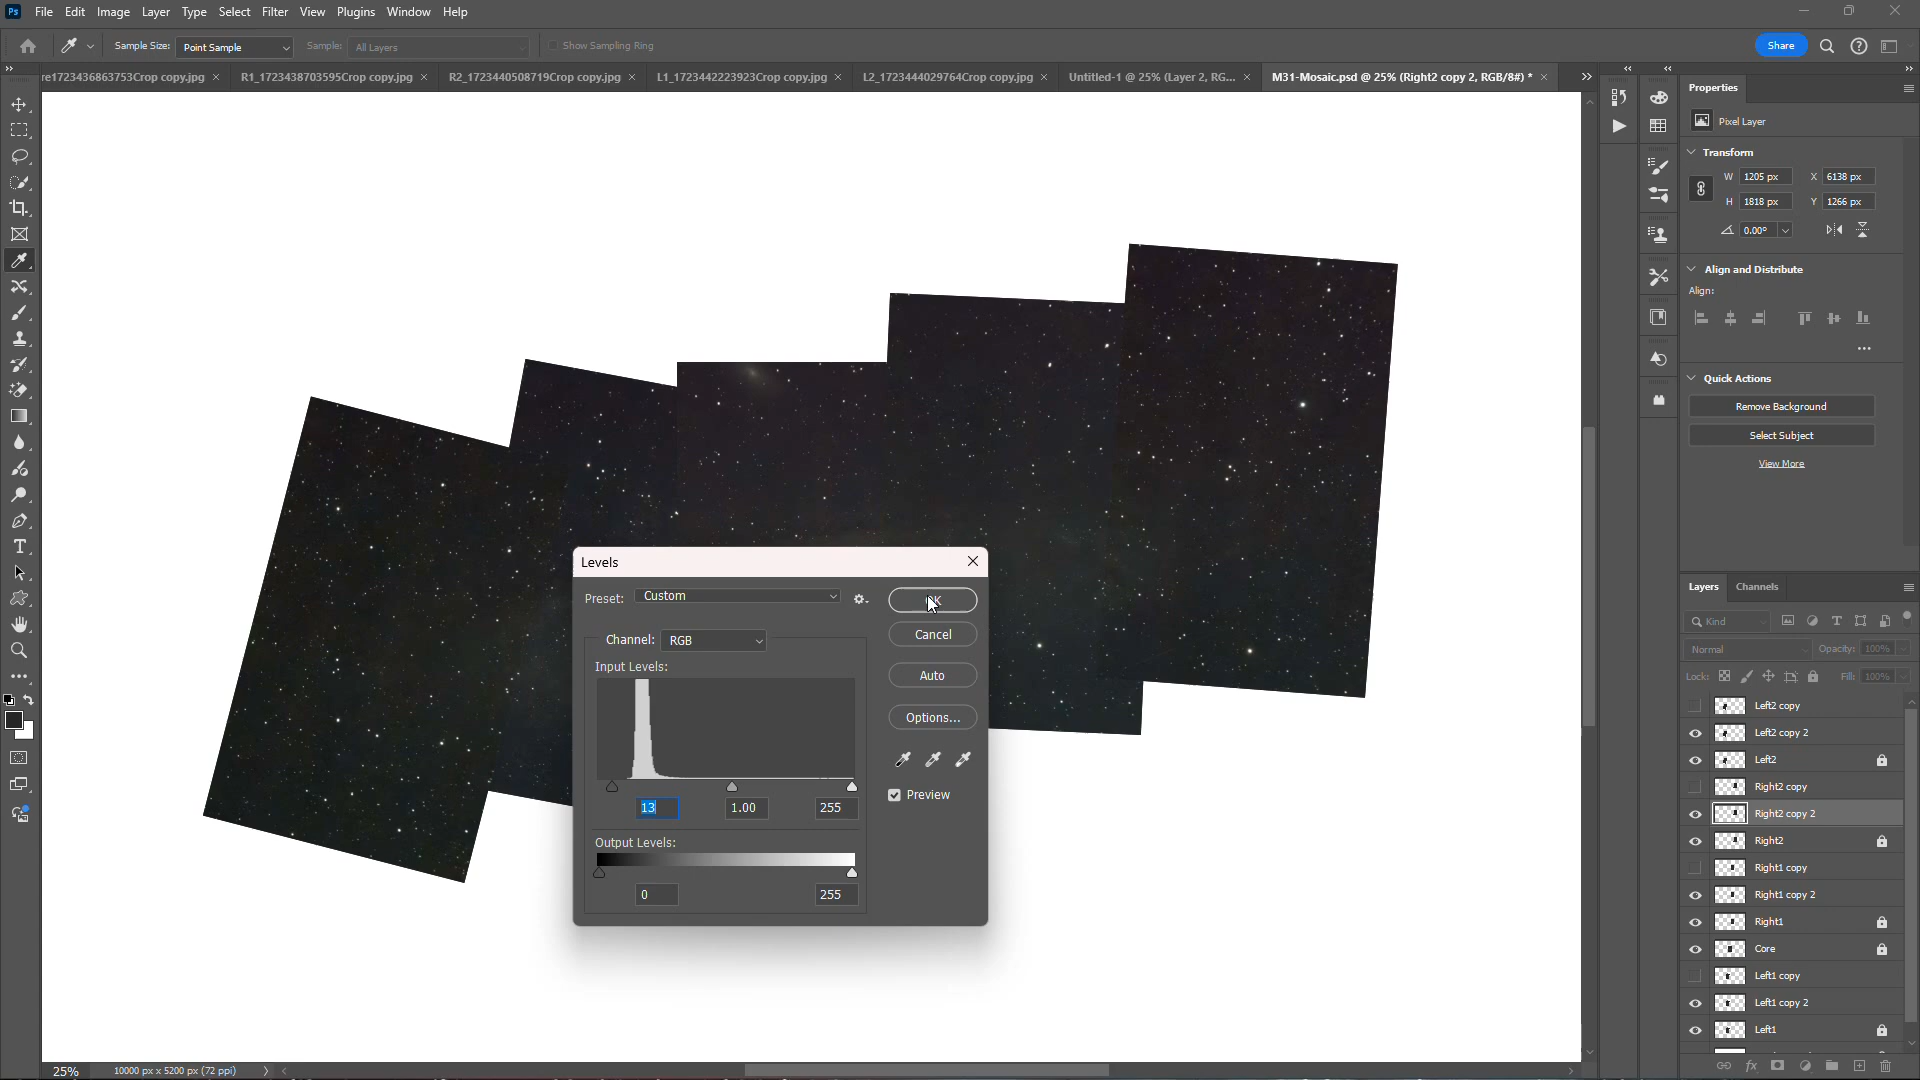 Ps File Edit Image Layer Type Select Filter View Plugins Window Help
Sample Size: Point Sample Sample: All Layers Show Sampling Ring Share
re1723436863753Crop copy.jpg × R1_1723438703595Crop copy.jpg × R2_1723440508719Crop copy.jpg × L1_1723442223923Crop copy.jpg × L2_1723444029764Crop copy.jpg × Untitled-1 @ 25% (Layer 2, RG... × M31-Mosaic.psd @ 25% (Right2 copy 2, RGB/8#) * ×
Properties
Pixel Layer
Transform
W 1205 px X 6138 px
H 1818 px Y 1266 px
0.00°
Align and Distribute
Align:
Quick Actions
Remove Background
Select Subject
View More
Levels
Preset: Custom
OK
Channel: RGB
Cancel
Input Levels:
Auto
Options...
13 1.00 255
Preview
Output Levels:
0 255
Layers Channels
Kind
Normal Opacity: 100%
Lock: Fill: 100%
Left2 copy
Left2 copy 2
Left2
Right2 copy
Right2 copy 2
Right2
Right1 copy
Right1 copy 2
Right1
Core
Left1 copy
Left1 copy 2
Left1
25% 10000 px x 5200 px (72 ppi)